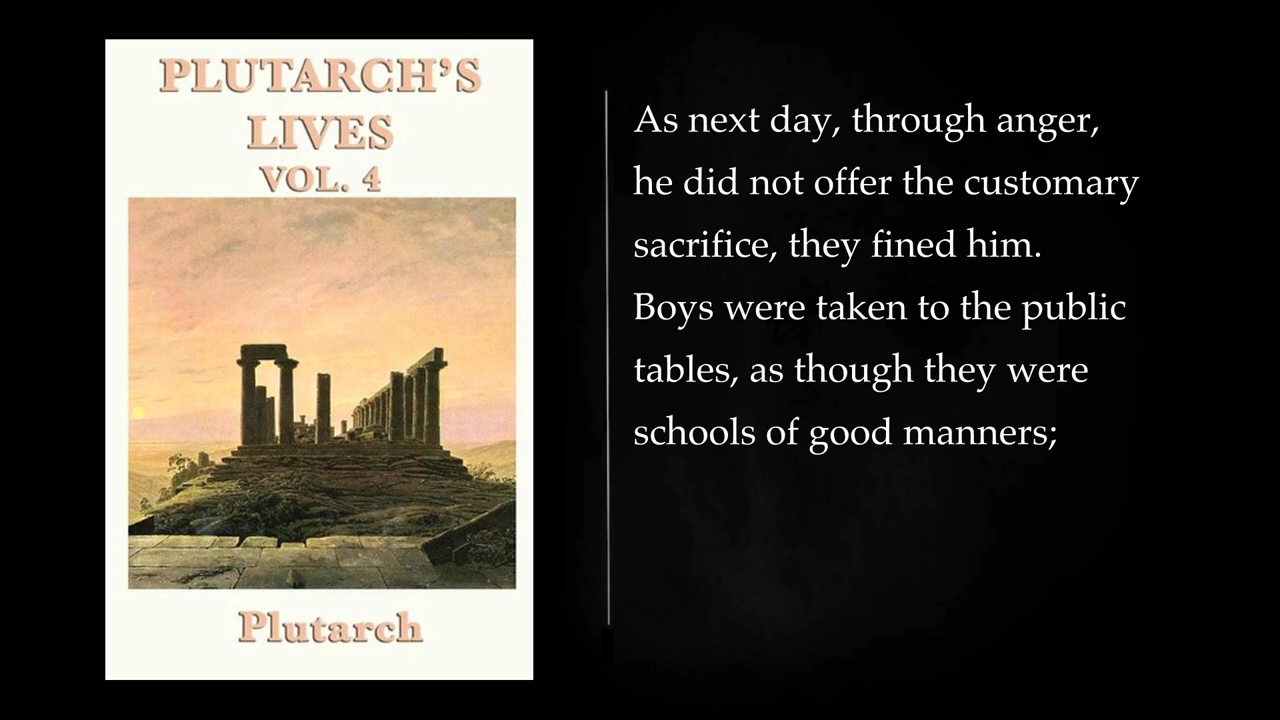 PLUTARCH'S
LIVES
VOL. 4
Plutarch
As next day, through anger,
he did not offer the customary
sacrifice, they fined him.
Boys were taken to the public
tables, as though they were
schools of good manners;